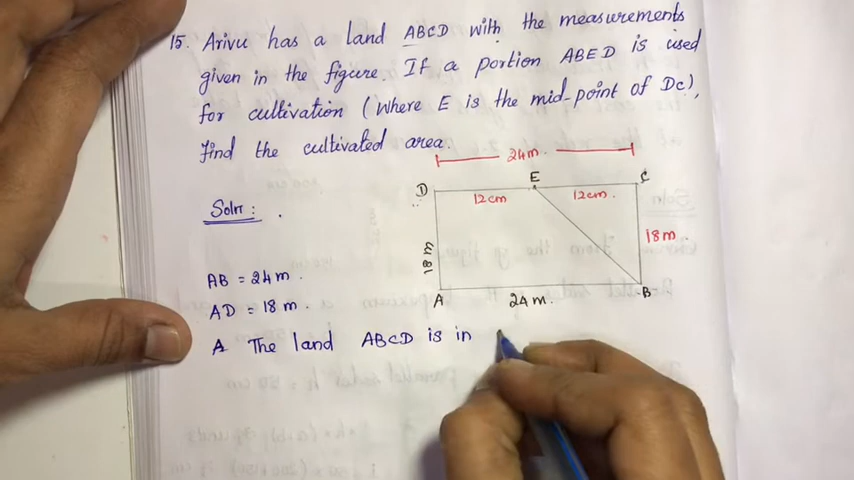 15. Arivu has a land ABCD with the measurements
given in the figure. If a portion ABED is used
for cultivation (Where E is the mid-point of DC),
find the cultivated area.
24m.
D E C
12cm 12cm.
Soln :
18m 18m
AB = 24m.
A 24m. B
AD = 18m.
A The land ABCD is in